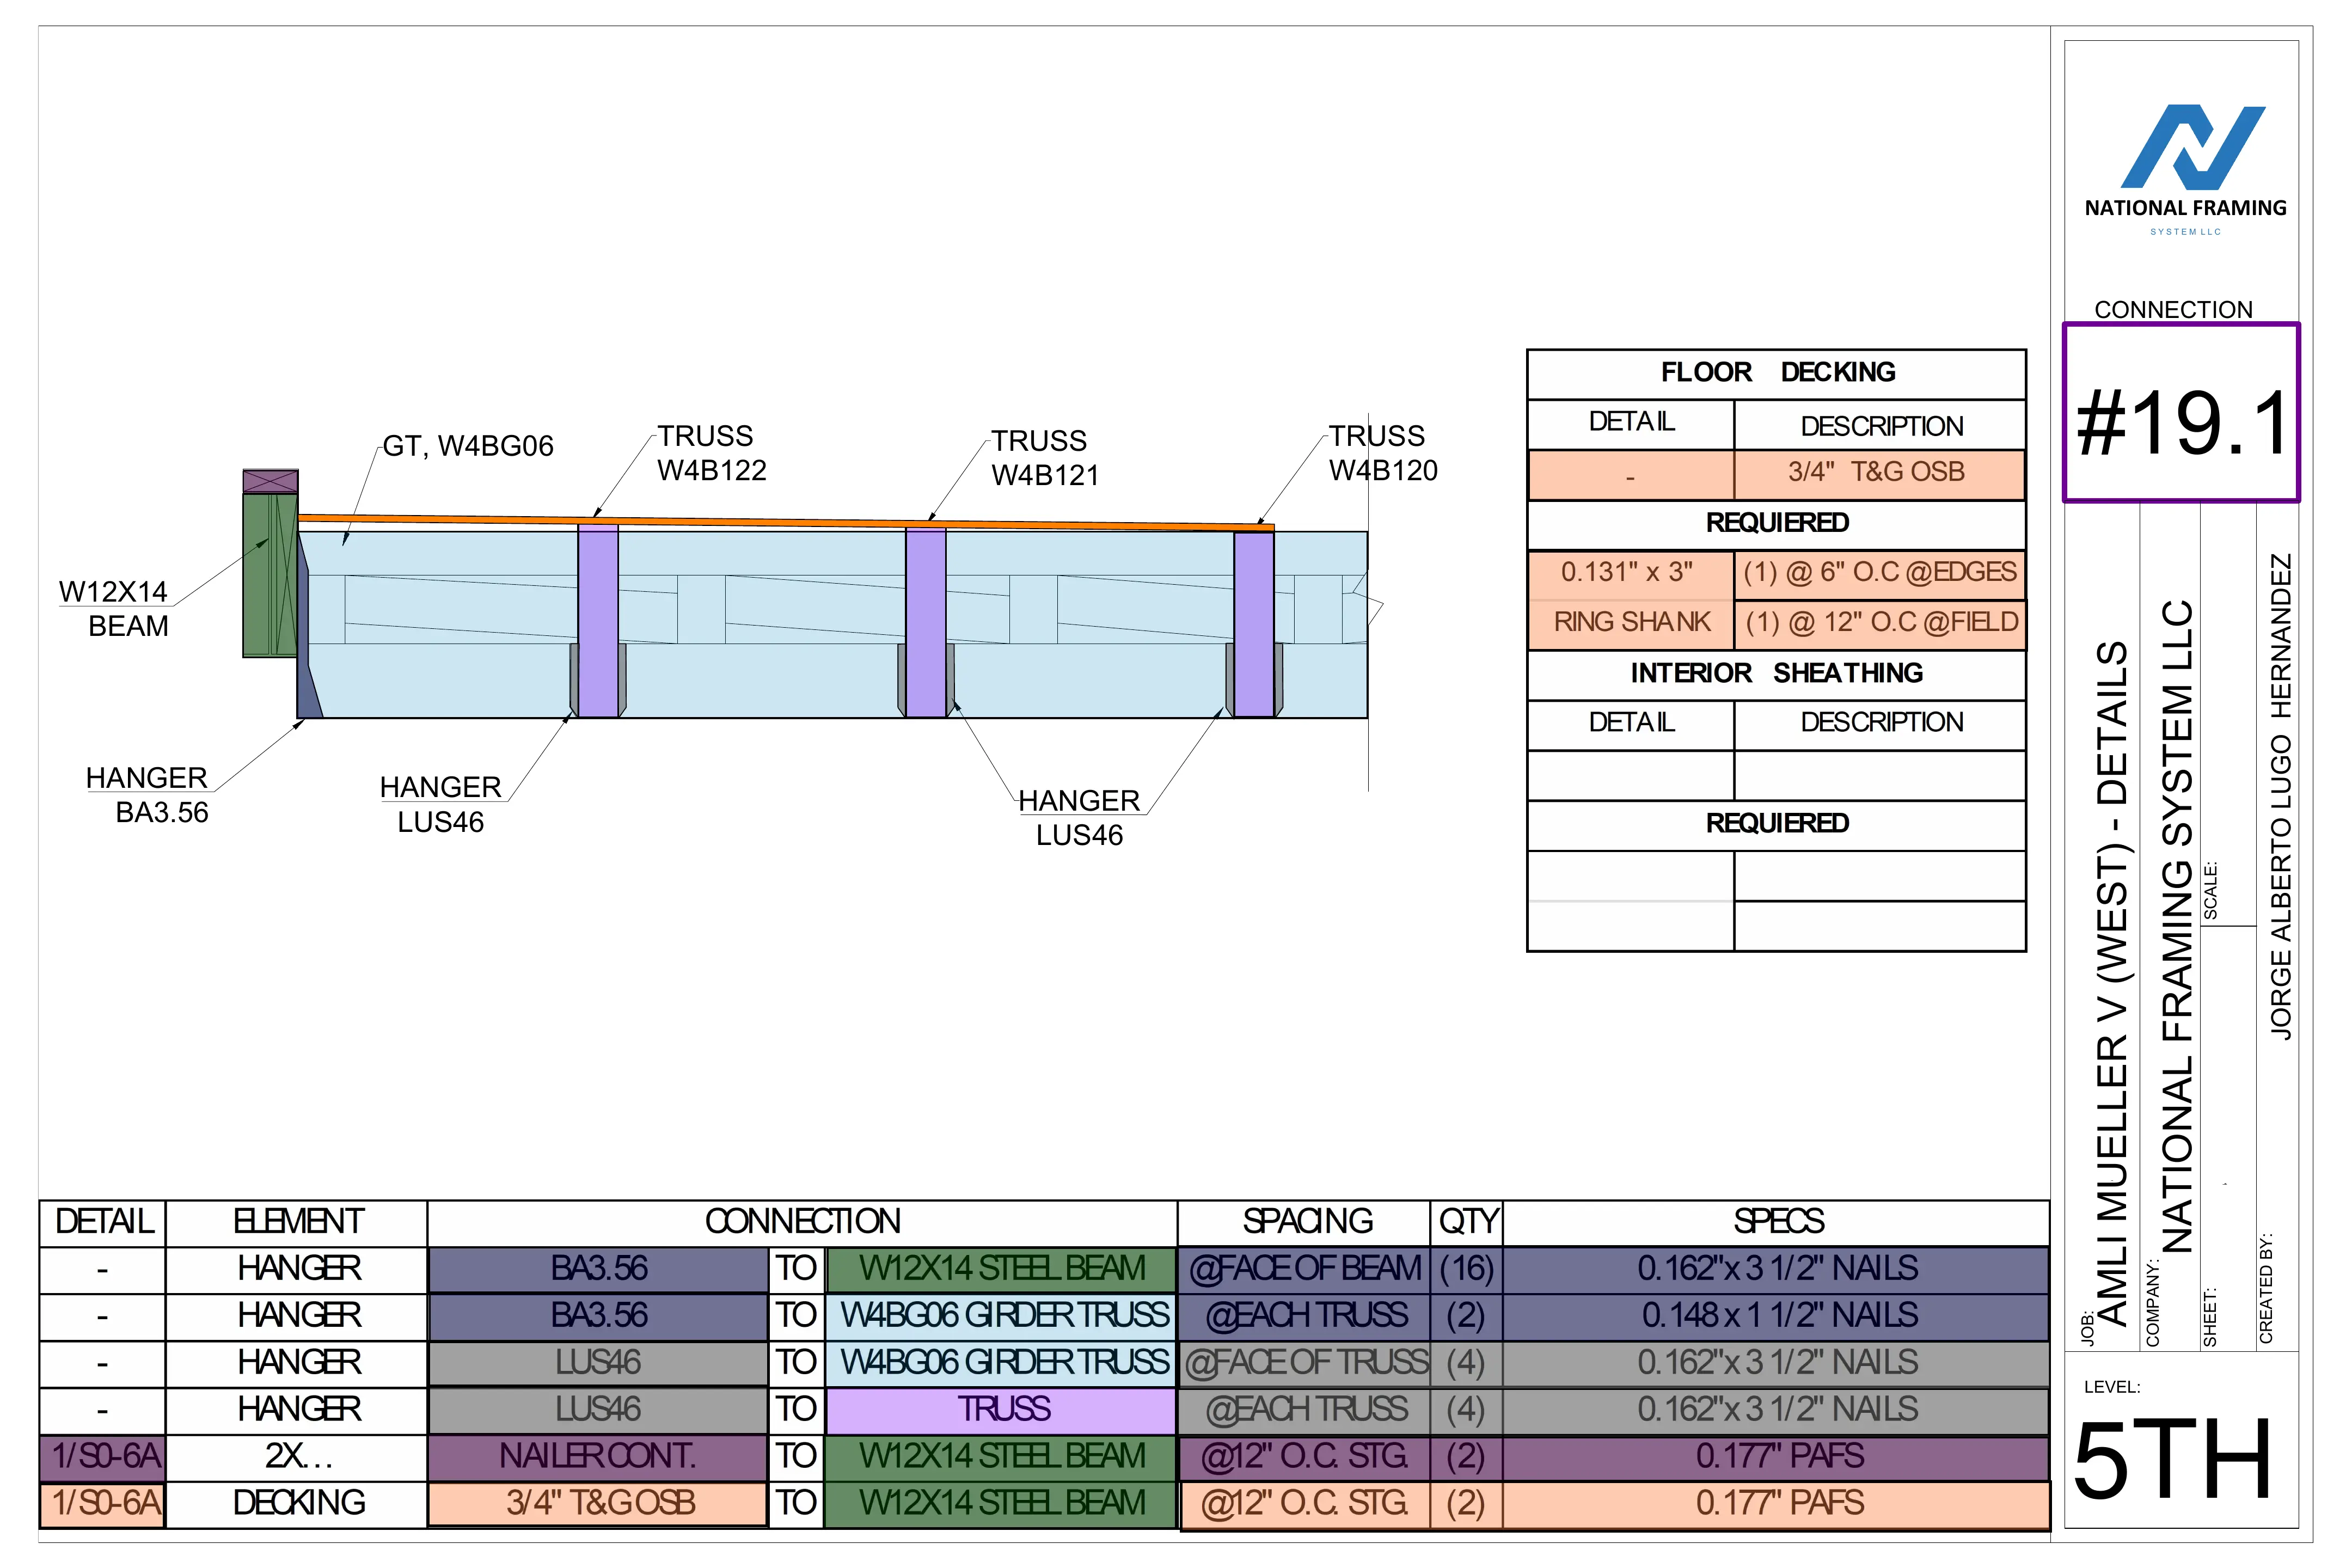 GT, W4BG06
TRUSS
W4B122
TRUSS
W4B121
TRUSS
W4B120
W12X14
BEAM
HANGER
BA3.56
HANGER
LUS46
HANGER
LUS46
FLOOR DECKING
DETAIL DESCRIPTION
- 3/4" T&G OSB
REQUIERED
0.131" x 3" (1) @ 6" O.C @EDGES
RING SHANK (1) @ 12" O.C @FIELD
INTERIOR SHEATHING
DETAIL DESCRIPTION
REQUIERED
DETAIL ELEMENT CONNECTION SPACING QTY SPECS
- HANGER BA3.56 TO W12X14 STEEL BEAM @FACE OF BEAM (16) 0.162"x 3 1/2" NAILS
- HANGER BA3.56 TO W4BG06 GIRDER TRUSS @EACH TRUSS (2) 0.148 x 1 1/2" NAILS
- HANGER LUS46 TO W4BG06 GIRDER TRUSS @FACE OF TRUSS (4) 0.162"x 3 1/2" NAILS
- HANGER LUS46 TO TRUSS @EACH TRUSS (4) 0.162"x 3 1/2" NAILS
1/S0-6A 2X... NAILER CONT. TO W12X14 STEEL BEAM @12" O.C. STG. (2) 0.177" PAFS
1/S0-6A DECKING 3/4" T&G OSB TO W12X14 STEEL BEAM @12" O.C. STG. (2) 0.177" PAFS
NATIONAL FRAMING
SYSTEM LLC
CONNECTION
#19.1
JOB: AMLI MUELLER V (WEST) - DETAILS
COMPANY: NATIONAL FRAMING SYSTEM LLC
SCALE:
SHEET:
CREATED BY: JORGE ALBERTO LUGO HERNANDEZ
LEVEL:
5TH